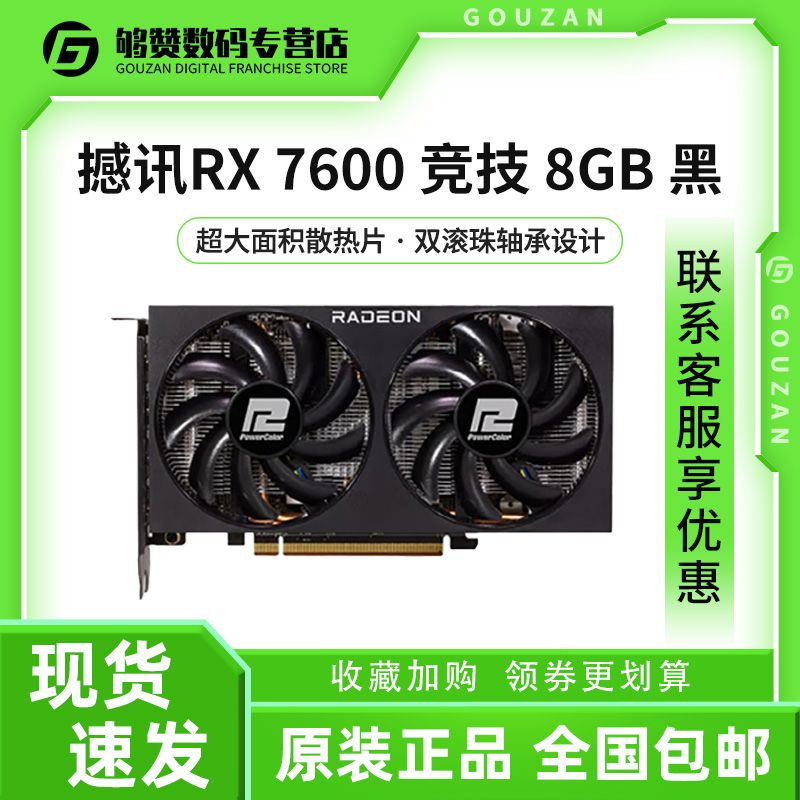 GOUZAN
够赞数码专营店
GOUZAN DIGITAL FRANCHISE STORE
撼讯RX 7600 竞技 8GB 黑
超大面积散热片 · 双滚珠轴承设计
联系客服享优惠
GOUZAN
RADEON
PowerColor
PowerColor
现货
速发
收藏加购 领券更划算
原装正品 全国包邮